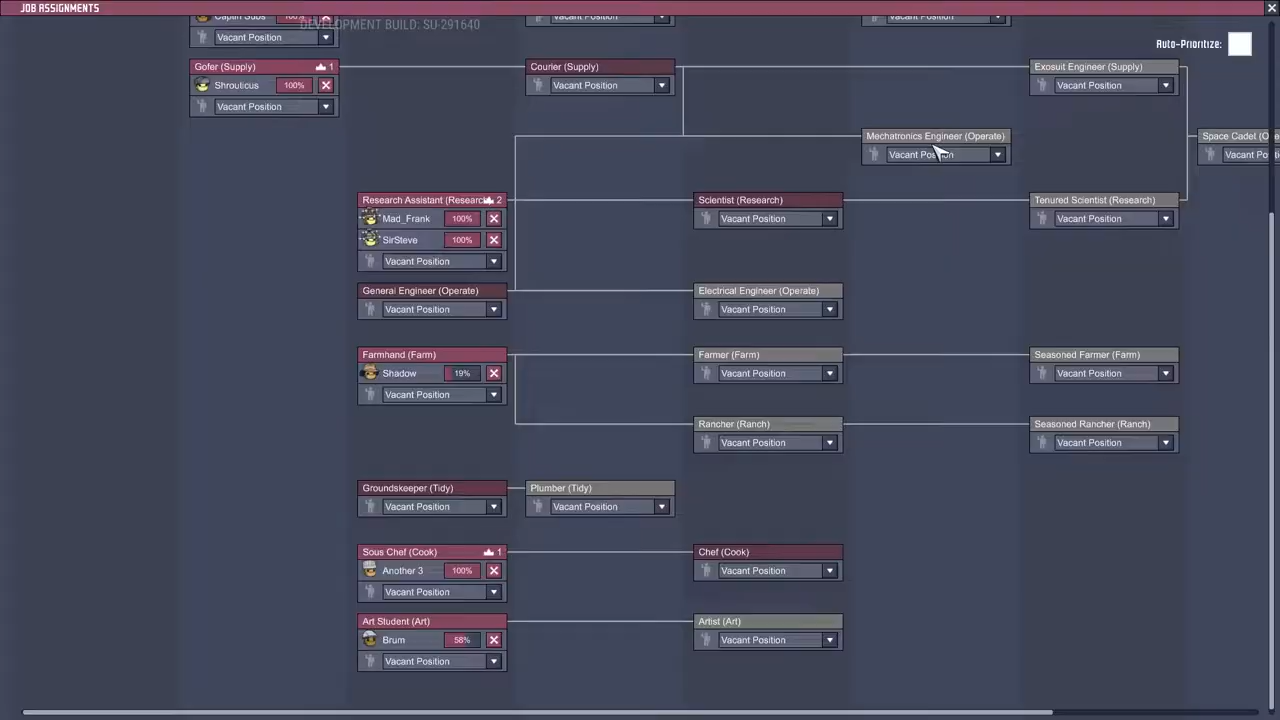 JOB ASSIGNMENTS
DEVELOPMENT BUILD: SU-291640
Auto-Prioritize:
100%
Vacant Position
Gofer (Supply) 1
Shrouticus 100%
Vacant Position
Courier (Supply)
Vacant Position
Exosuit Engineer (Supply)
Vacant Position
Mechatronics Engineer (Operate)
Vacant Position
Space Cadet
Research Assistant (Research 2
Mad_Frank 100%
SirSteve 100%
Vacant Position
Scientist (Research)
Vacant Position
Tenured Scientist (Research)
Vacant Position
General Engineer (Operate)
Vacant Position
Electrical Engineer (Operate)
Vacant Position
Farmhand (Farm)
Shadow 19%
Vacant Position
Farmer (Farm)
Vacant Position
Seasoned Farmer (Farm)
Vacant Position
Rancher (Ranch)
Vacant Position
Seasoned Rancher (Ranch)
Vacant Position
Groundskeeper (Tidy)
Vacant Position
Plumber (Tidy)
Vacant Position
Sous Chef (Cook) 1
Another 3 100%
Vacant Position
Chef (Cook)
Vacant Position
Art Student (Art)
Brum 58%
Vacant Position
Artist (Art)
Vacant Position